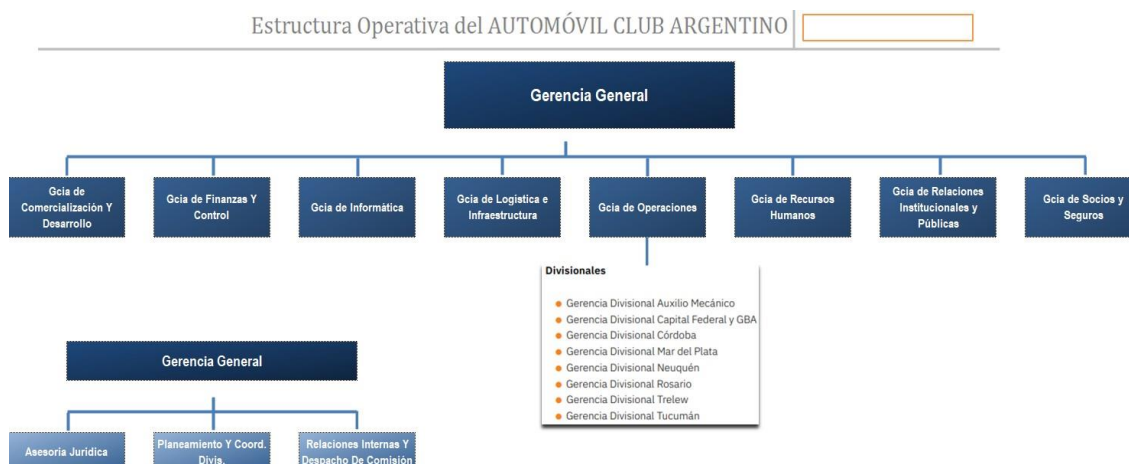 Estructura Operativa del AUTOMÓVIL CLUB ARGENTINO
Gerencia General
Gcia de
Comercialización Y
Desarrollo
Gcia de Finanzas Y
Control
Gcia de Informática
Gcia de Logística e
Infraestructura
Gcia de Operaciones
Gcia de Recursos
Humanos
Gcia de Relaciones
Institucionales y
Públicas
Gcia de Socios y
Seguros
Divisionales
Gerencia Divisional Auxilio Mecánico
Gerencia Divisional Capital Federal y GBA
Gerencia Divisional Córdoba
Gerencia Divisional Mar del Plata
Gerencia Divisional Neuquén
Gerencia Divisional Rosario
Gerencia Divisional Trelew
Gerencia Divisional Tucumán
Gerencia General
Asesoria Jurídica
Planeamiento Y Coord.
Divis.
Relaciones Internas Y
Despacho De Comisión